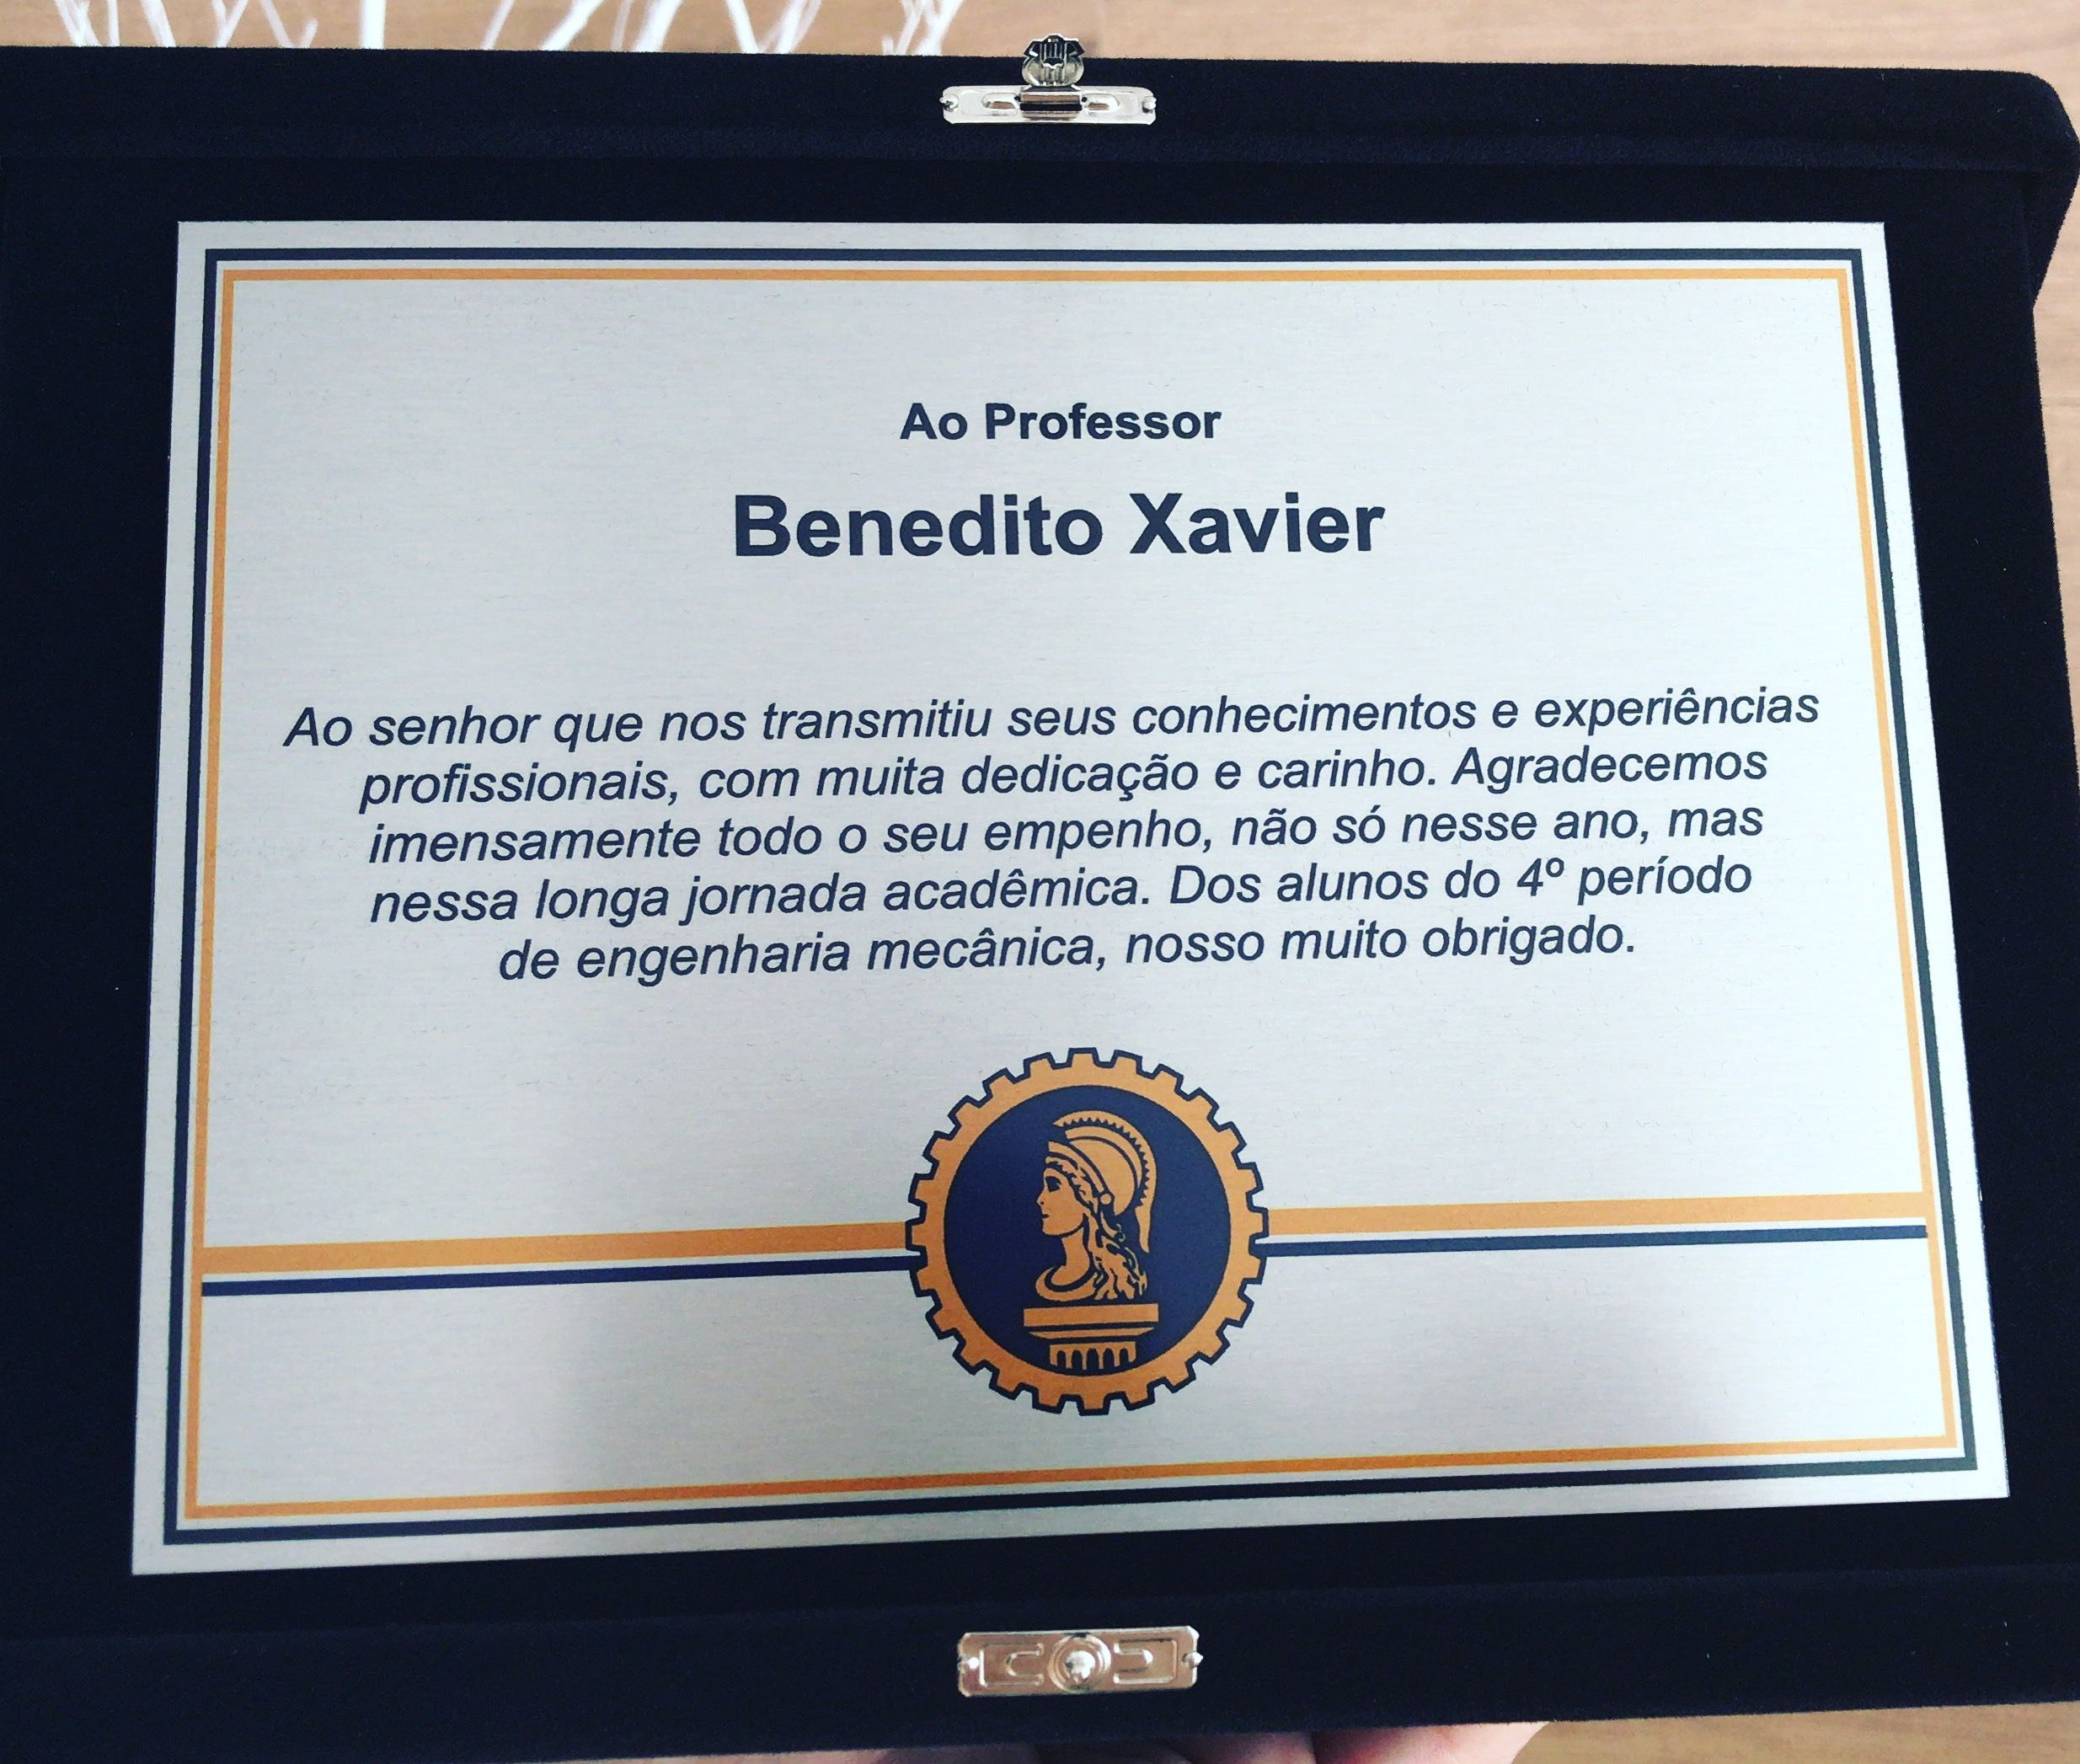 Ao Professor
Benedito Xavier
Ao senhor que nos transmitiu seus conhecimentos e experiências
profissionais, com muita dedicação e carinho. Agradecemos
imensamente todo o seu empenho, não só nesse ano, mas
nessa longa jornada acadêmica. Dos alunos do 4º período
de engenharia mecânica, nosso muito obrigado.